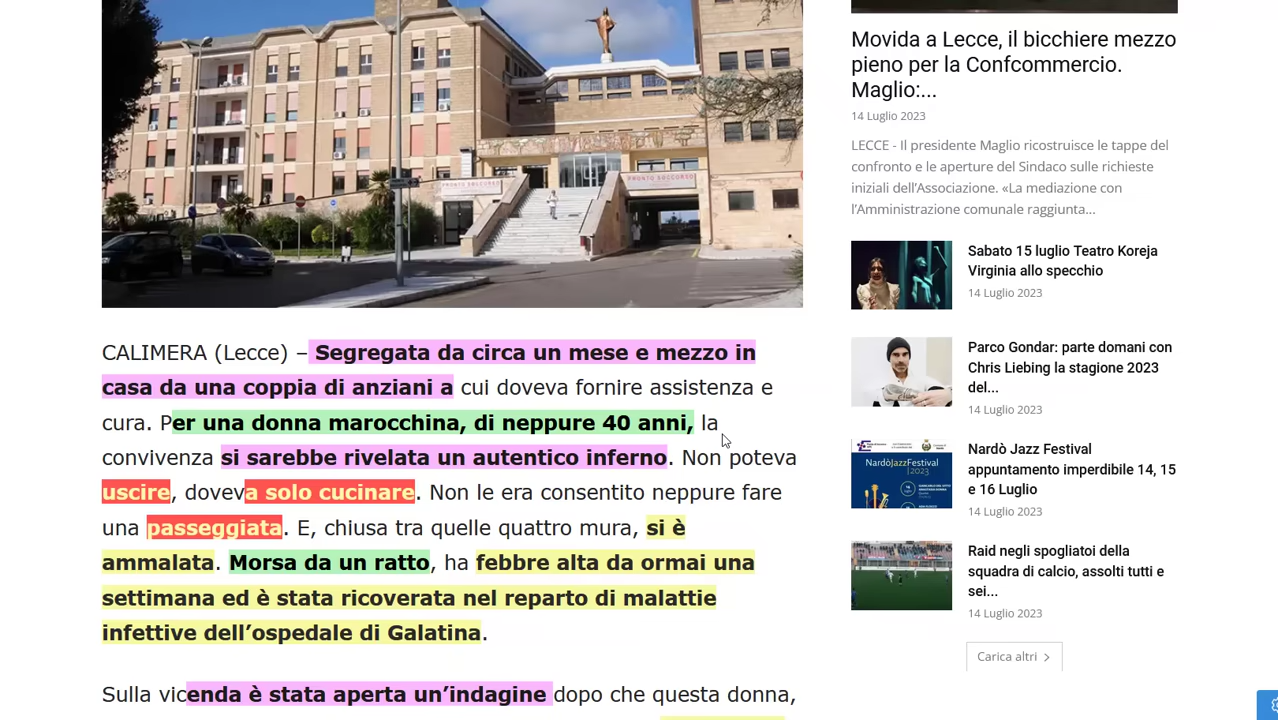 PRONTO SOCCORSO
PRONTO SOCCORSO
CALIMERA (Lecce) – Segregata da circa un mese e mezzo in
casa da una coppia di anziani a cui doveva fornire assistenza e
cura. Per una donna marocchina, di neppure 40 anni, la
convivenza si sarebbe rivelata un autentico inferno. Non poteva
uscire, doveva solo cucinare. Non le era consentito neppure fare
una passeggiata. E, chiusa tra quelle quattro mura, si è
ammalata. Morsa da un ratto, ha febbre alta da ormai una
settimana ed è stata ricoverata nel reparto di malattie
infettive dell’ospedale di Galatina.
Sulla vicenda è stata aperta un’indagine dopo che questa donna,
Movida a Lecce, il bicchiere mezzo
pieno per la Confcommercio.
Maglio:...
14 Luglio 2023
LECCE - Il presidente Maglio ricostruisce le tappe del
confronto e le aperture del Sindaco sulle richieste
iniziali dell’Associazione. «La mediazione con
l’Amministrazione comunale raggiunta...
Sabato 15 luglio Teatro Koreja
Virginia allo specchio
14 Luglio 2023
Parco Gondar: parte domani con
Chris Liebing la stagione 2023
del...
14 Luglio 2023
NardòJazzFestival
2023
Nardò Jazz Festival
appuntamento imperdibile 14, 15
e 16 Luglio
14 Luglio 2023
Raid negli spogliatoi della
squadra di calcio, assolti tutti e
sei...
14 Luglio 2023
Carica altri